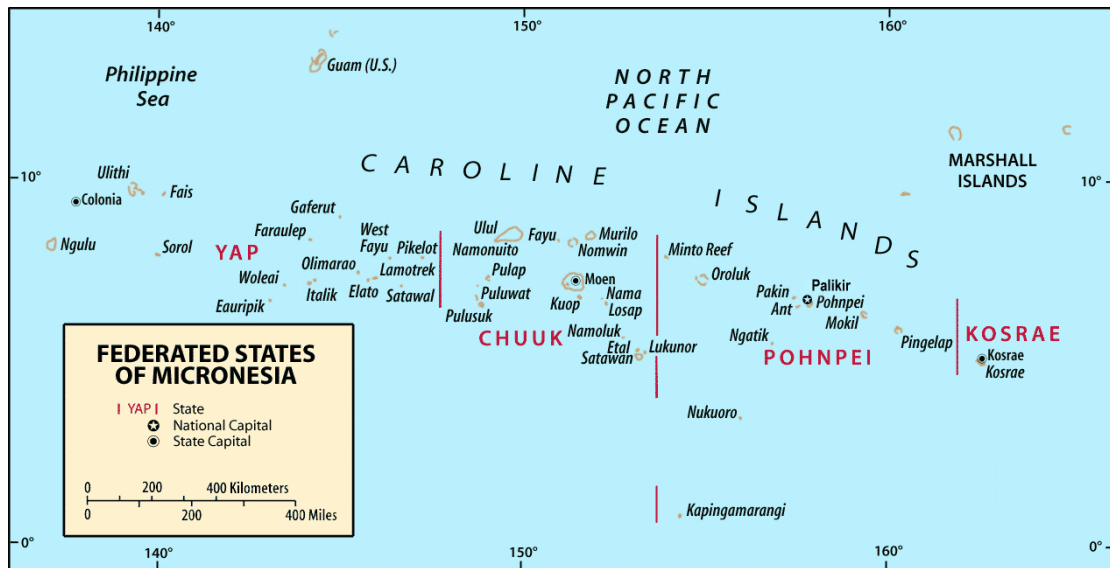 140°
150°
160°
Guam (U.S.)
Philippine
Sea
NORTH
PACIFIC
OCEAN
CAROLINE
ISLANDS
MARSHALL
ISLANDS
10°
10°
Ulithi
Colonia
Fais
Ngulu
Sorol
YAP
Gaferut
Faraulep
West
Fayu
Pikelot
Olimarao
Lamotrek
Woleai
Italik
Elato
Satawal
Eauripik
Ulul
Namonuito
Fayu
Murilo
Nomwin
Pulap
Moen
Puluwat
Kuop
Nama
Losap
Pulusuk
CHUUK
Namoluk
Etal
Lukunor
Satawan
Minto Reef
Oroluk
Pakin
Palikir
Pohnpei
Ant
Mokil
Ngatik
POHNPEI
Pingelap
KOSRAE
Kosrae
Kosrae
Nukuoro
Kapingamarangi
FEDERATED STATES
OF MICRONESIA
YAP State
National Capital
State Capital
0 200 400 Kilometers
0 200 400 Miles
0°
0°
140°
150°
160°